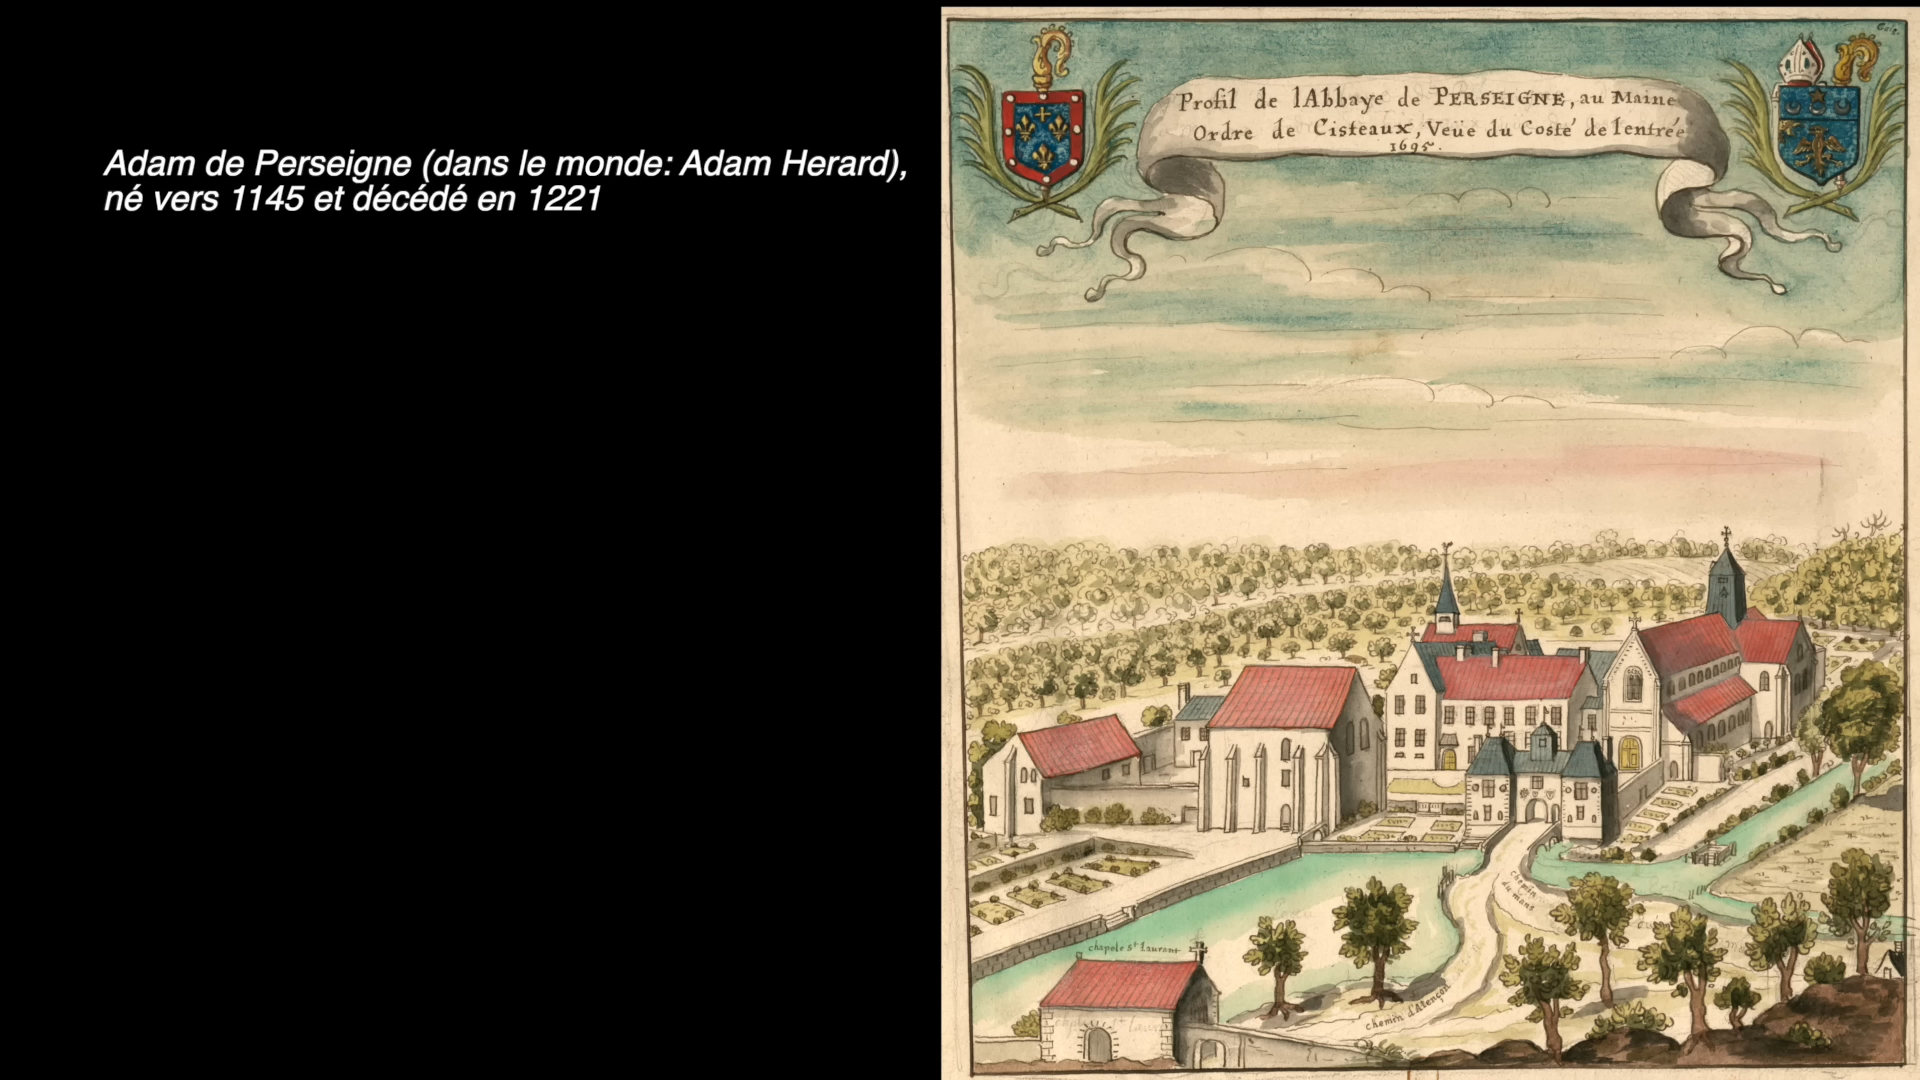 Adam de Perseigne (dans le monde: Adam Herard),
né vers 1145 et décédé en 1221
Profil de lAbbaye de PERSEIGNE, au Maine
Ordre de Cisteaux, Veüe du Costé de lentrée
1695.
chemin
du mans
chapele st Laurant
chemin d'Alençon